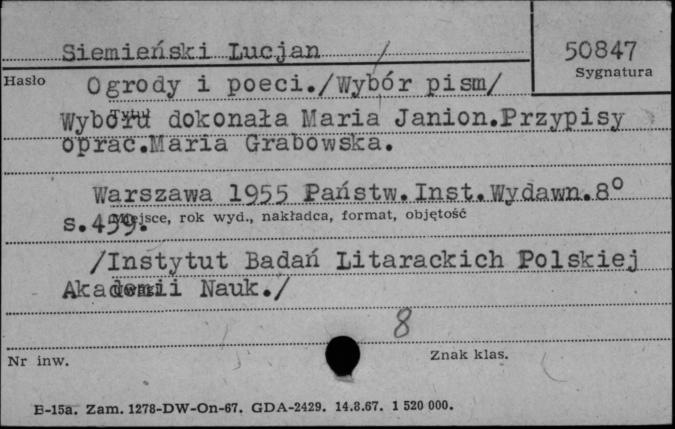 Siemieński Lucjan
50847
Sygnatura
Hasło
Ogrody i poeci./Wybór pism/
Tytuł
Wyboru dokonała Maria Janion.Przypisy
oprac.Maria Grabowska.
Warszawa 1955 Państw.Inst.Wydawn.8°
s.459.
Miejsce, rok wyd., nakładca, format, objętość
/Instytut Badań Litarackich Polskiej
Akademii Nauk./
Uwagi
8
Nr inw.
Znak klas.
E-15a. Zam. 1278-DW-On-67. GDA-2429. 14.8.67. 1 520 000.